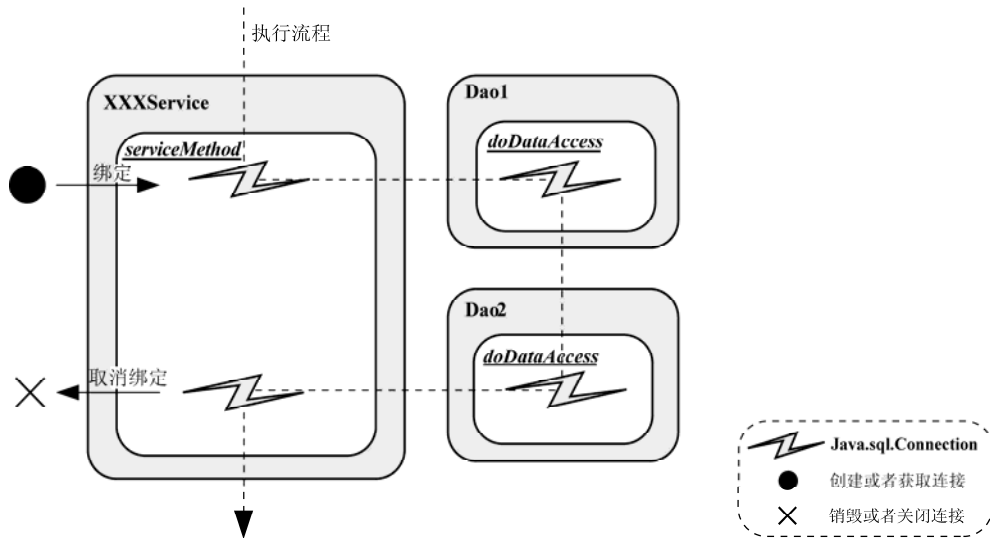 执行流程
XXXService
serviceMethod
绑定
取消绑定
Dao1
doDataAccess
Dao2
doDataAccess
Java.sql.Connection
创建或者获取连接
销毁或者关闭连接